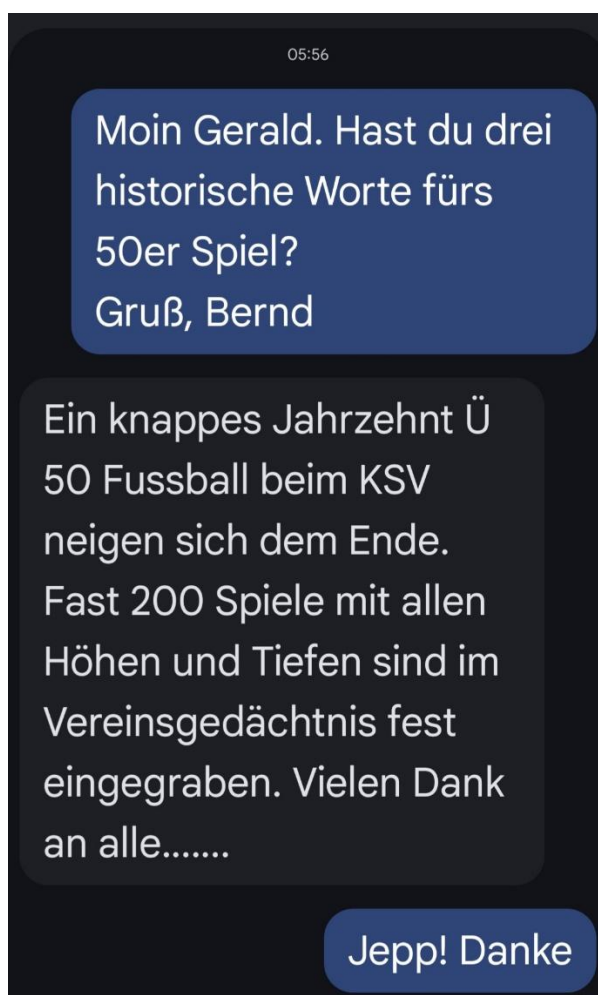 05:56
Moin Gerald. Hast du drei
historische Worte fürs
50er Spiel?
Gruß, Bernd
Ein knappes Jahrzehnt Ü
50 Fussball beim KSV
neigen sich dem Ende.
Fast 200 Spiele mit allen
Höhen und Tiefen sind im
Vereinsgedächtnis fest
eingegraben. Vielen Dank
an alle.......
Jepp! Danke